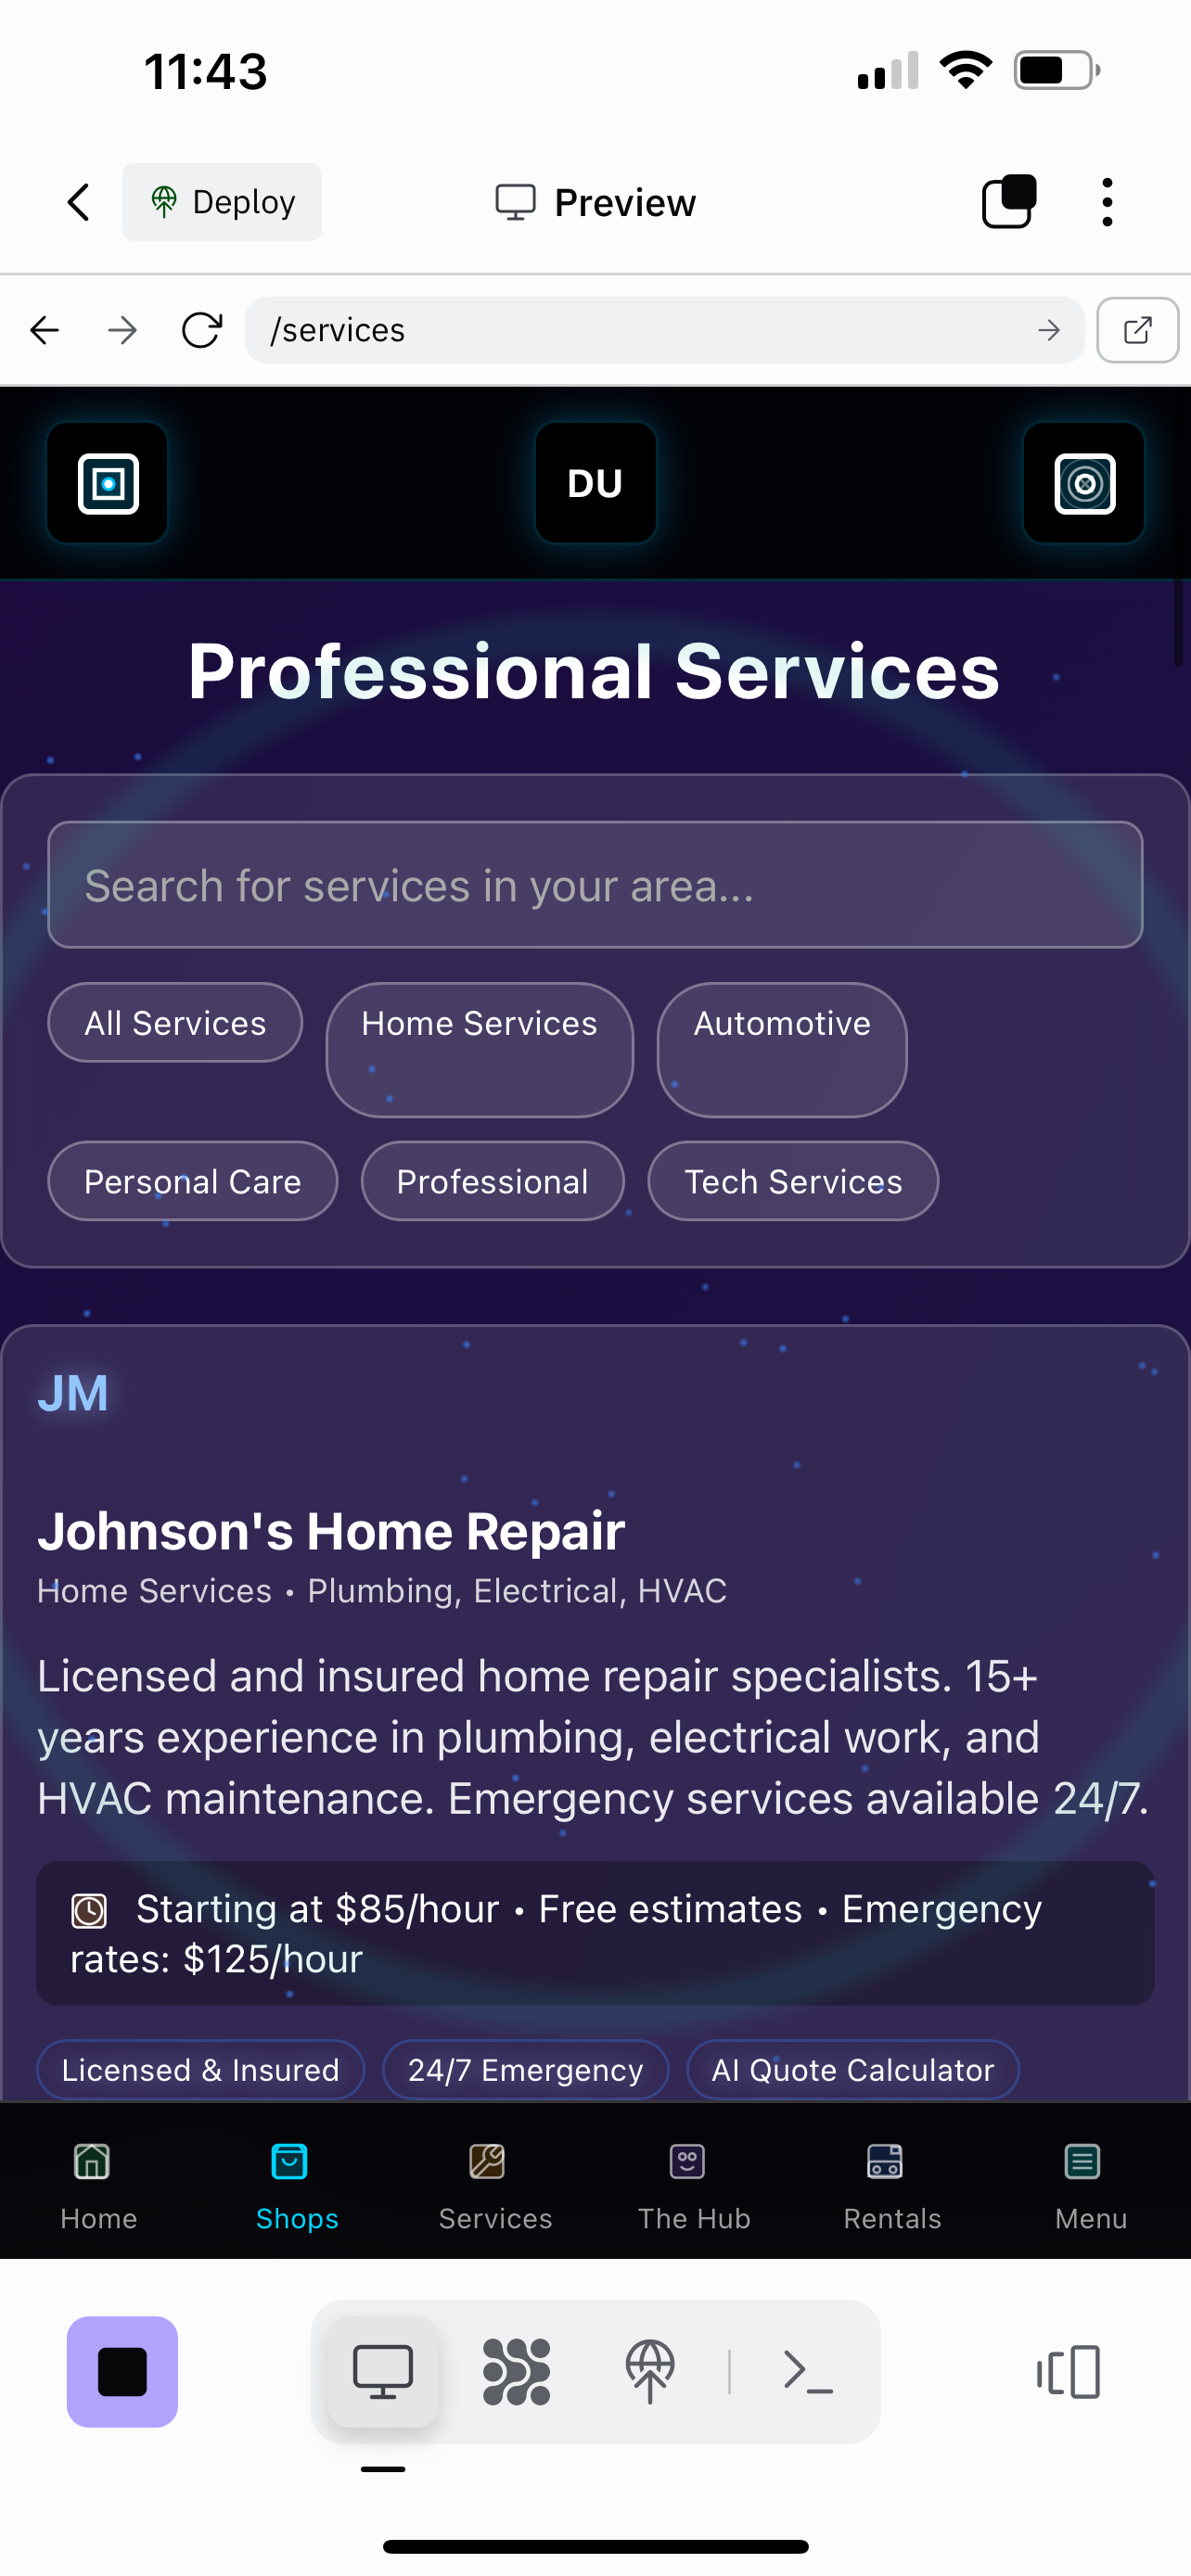 11:43
Deploy
Preview
/services
DU
Professional Services
Search for services in your area...
All Services
Home Services
Automotive
Personal Care
Professional
Tech Services
JM
Johnson's Home Repair
Home Services • Plumbing, Electrical, HVAC
Licensed and insured home repair specialists. 15+
years experience in plumbing, electrical work, and
HVAC maintenance. Emergency services available 24/7.
Starting at $85/hour • Free estimates • Emergency
rates: $125/hour
Licensed & Insured
24/7 Emergency
AI Quote Calculator
Home
Shops
Services
The Hub
Rentals
Menu